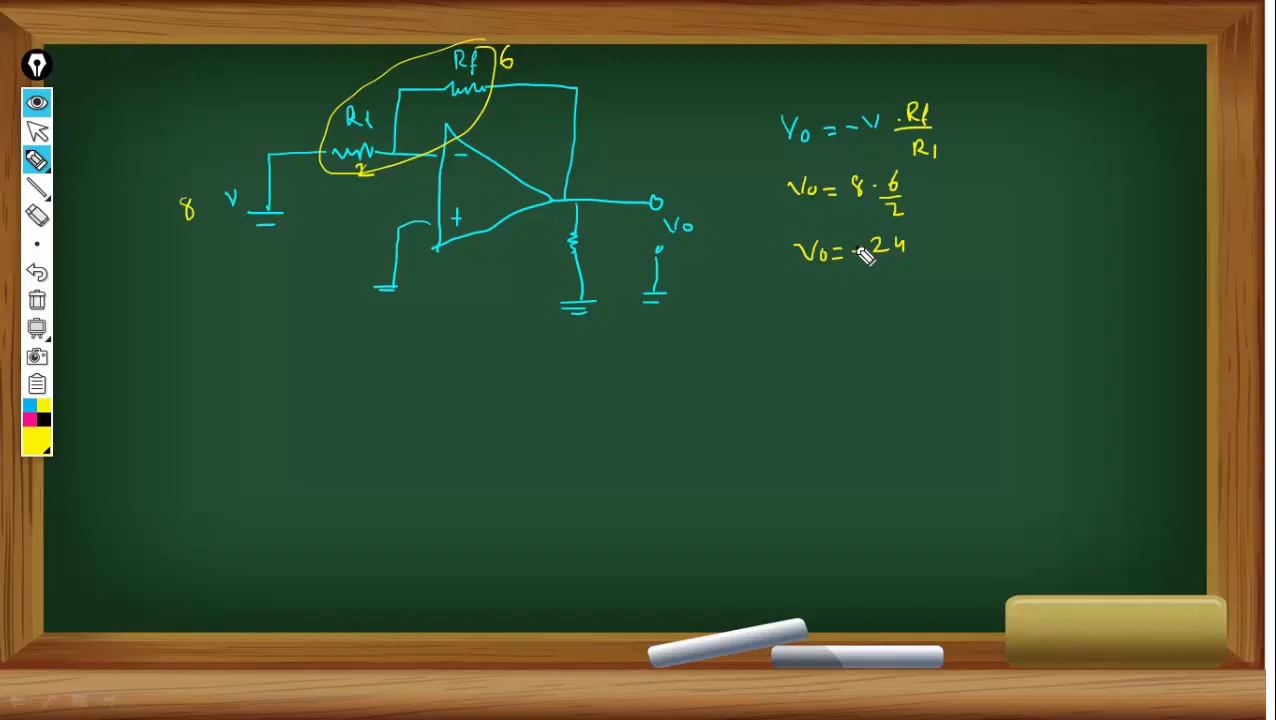 Rf 6
R1
2
8 V
-
+
Vo
Vo = -V . Rf / R1
Vo = 8 . 6 / 2
Vo = - 24